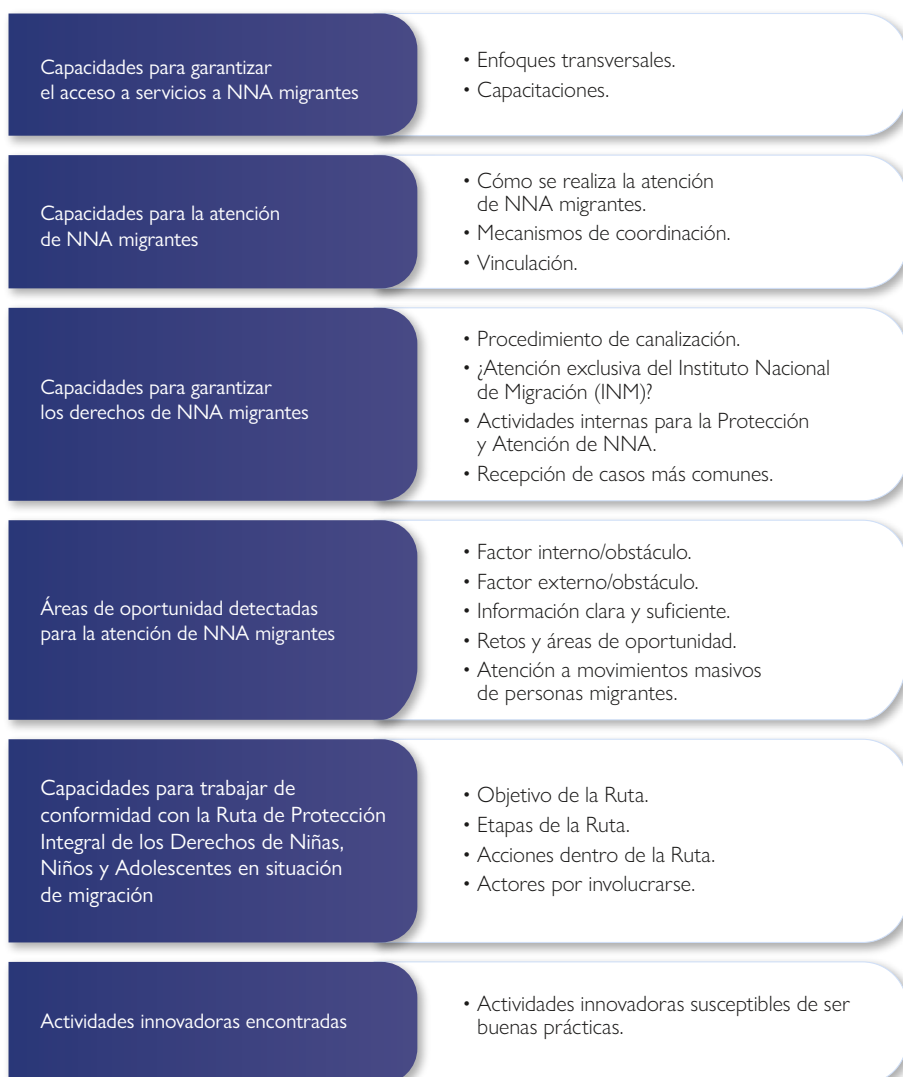 Capacidades para garantizar
el acceso a servicios a NNA migrantes
• Enfoques transversales.
• Capacitaciones.
Capacidades para la atención
de NNA migrantes
• Cómo se realiza la atención
de NNA migrantes.
• Mecanismos de coordinación.
• Vinculación.
Capacidades para garantizar
los derechos de NNA migrantes
• Procedimiento de canalización.
• ¿Atención exclusiva del Instituto Nacional
de Migración (INM)?
• Actividades internas para la Protección
y Atención de NNA.
• Recepción de casos más comunes.
Áreas de oportunidad detectadas
para la atención de NNA migrantes
• Factor interno/obstáculo.
• Factor externo/obstáculo.
• Información clara y suficiente.
• Retos y áreas de oportunidad.
• Atención a movimientos masivos
de personas migrantes.
Capacidades para trabajar de
conformidad con la Ruta de Protección
Integral de los Derechos de Niñas,
Niños y Adolescentes en situación
de migración
• Objetivo de la Ruta.
• Etapas de la Ruta.
• Acciones dentro de la Ruta.
• Actores por involucrarse.
Actividades innovadoras encontradas
• Actividades innovadoras susceptibles de ser
buenas prácticas.